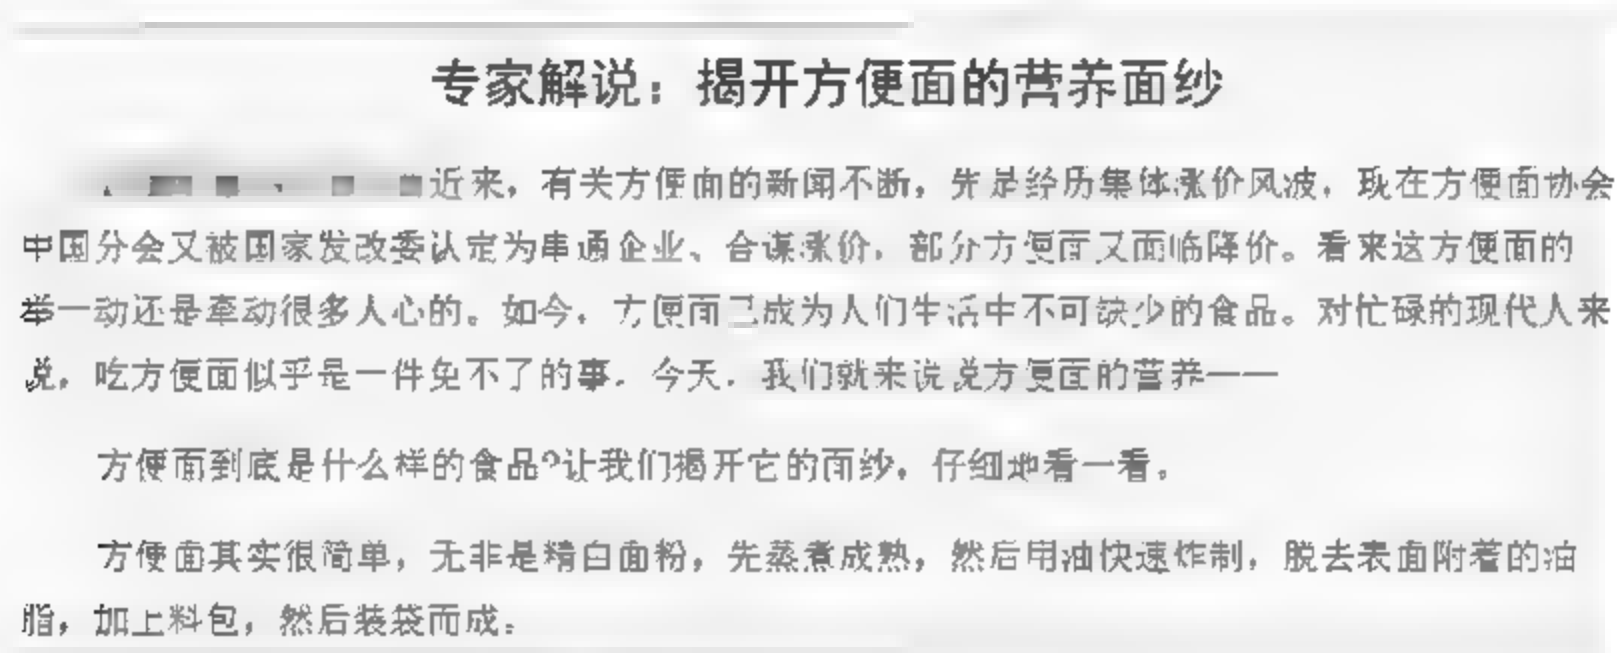 专家解说：揭开方便面的营养面纱
近来，有关方便面的新闻不断，先是经历集体涨价风波，现在方便面协会
中国分会又被国家发改委认定为串通企业、合谋涨价，部分方便面又面临降价。看来这方便面的
举一动还是牵动很多人心的。如今，方便面已成为人们生活中不可缺少的食品。对忙碌的现代人来
说，吃方便面似乎是一件免不了的事。今天，我们就来说说方便面的营养——
方便面到底是什么样的食品?让我们揭开它的面纱，仔细地看一看。
方便面其实很简单，无非是精白面粉，先蒸煮成熟，然后用油快速炸制，脱去表面附着的油
脂，加上料包，然后装袋而成。